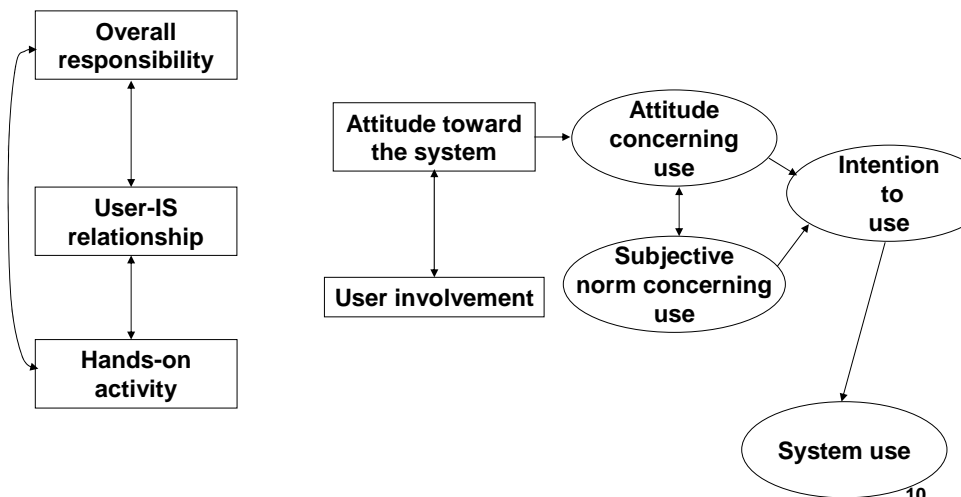 Overall
responsibility
User-IS
relationship
Hands-on
activity
Attitude toward
the system
User involvement
Attitude
concerning
use
Subjective
norm concerning
use
Intention
to
use
System use
10